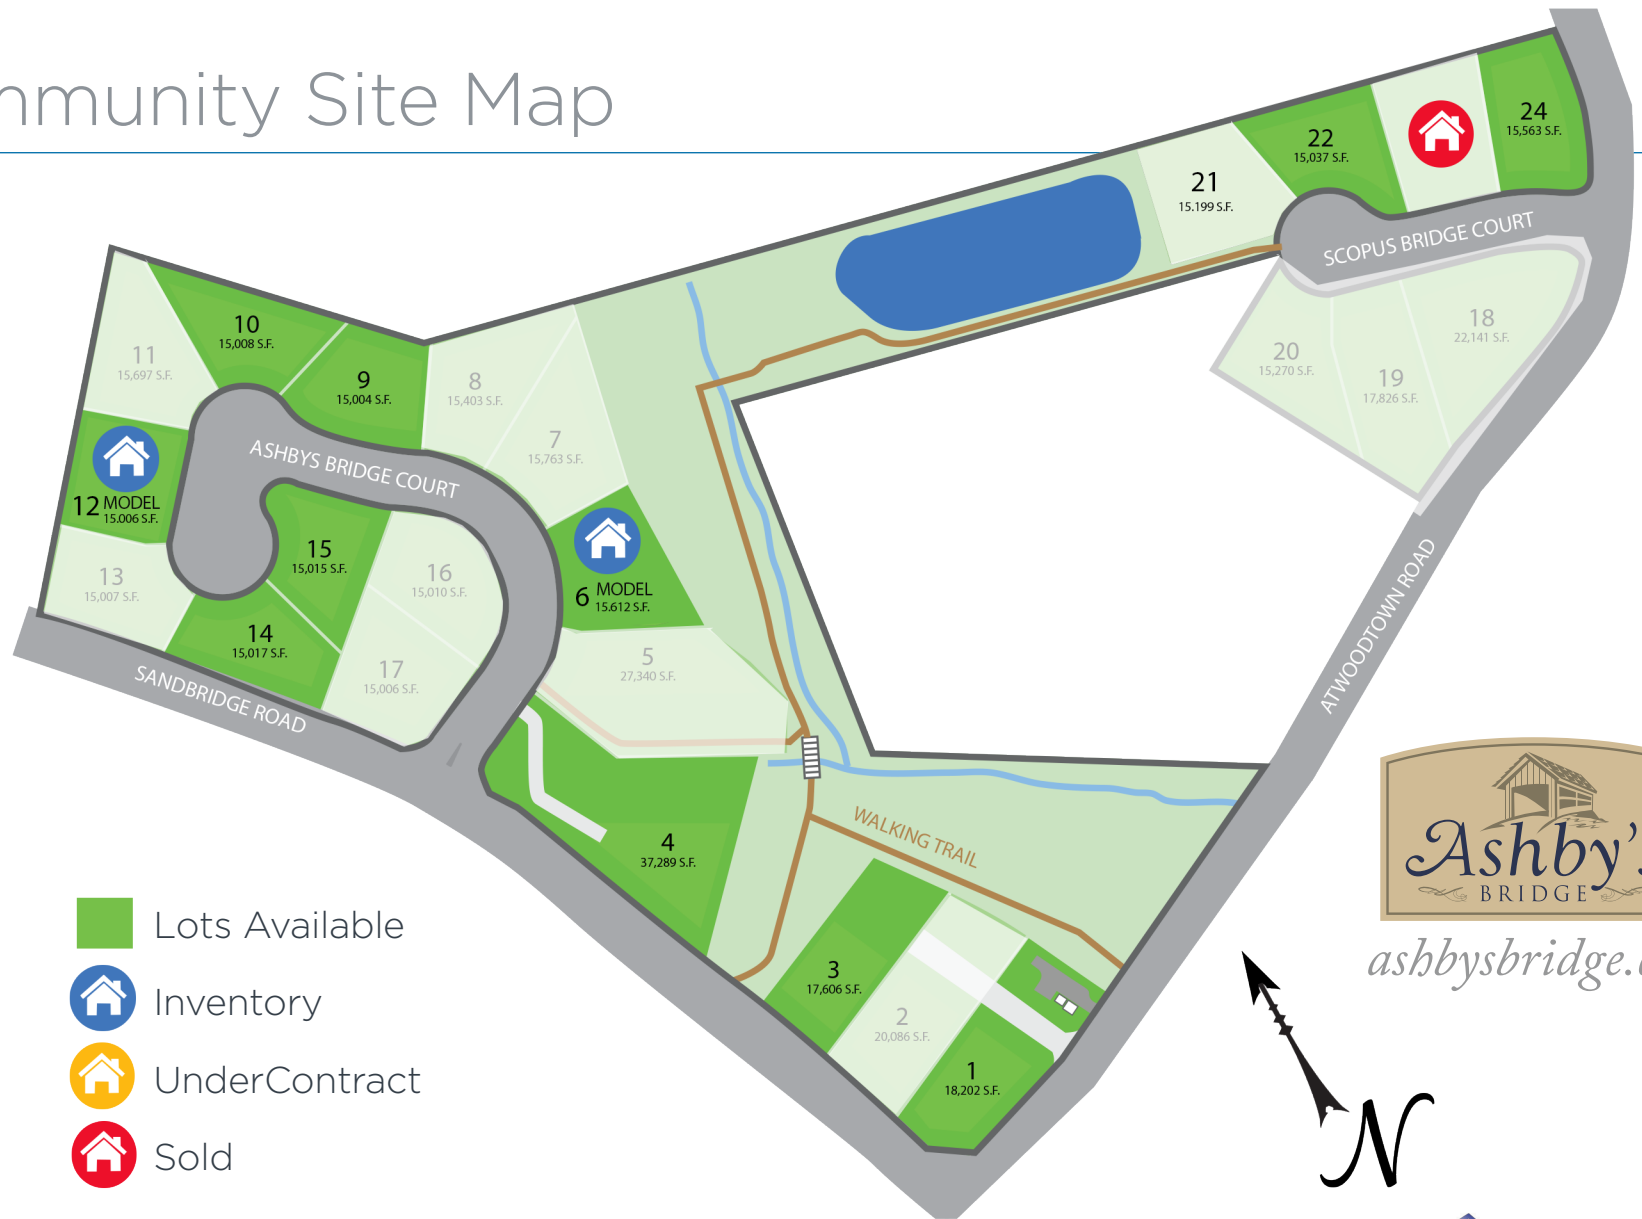 mmunity Site Map
24
15,563 S.F.
22
15,037 S.F.
21
15.199 S.F.
SCOPUS BRIDGE COURT
18
22,141 S.F.
20
15,270 S.F.
19
17,826 S.F.
10
15,008 S.F.
11
15,697 S.F.
9
15,004 S.F.
8
15,403 S.F.
7
15,763 S.F.
ASHBYS BRIDGE COURT
12 MODEL
15.006 S.F.
15
15,015 S.F.
16
15,010 S.F.
13
15,007 S.F.
6 MODEL
15.612 S.F.
14
15,017 S.F.
17
15,006 S.F.
5
27,340 S.F.
SANDBRIDGE ROAD
ATWOODTOWN ROAD
4
37,289 S.F.
WALKING TRAIL
3
17,606 S.F.
2
20,086 S.F.
1
18,202 S.F.
Ashby's
BRIDGE
ashbysbridge.
N
Lots Available
Inventory
UnderContract
Sold